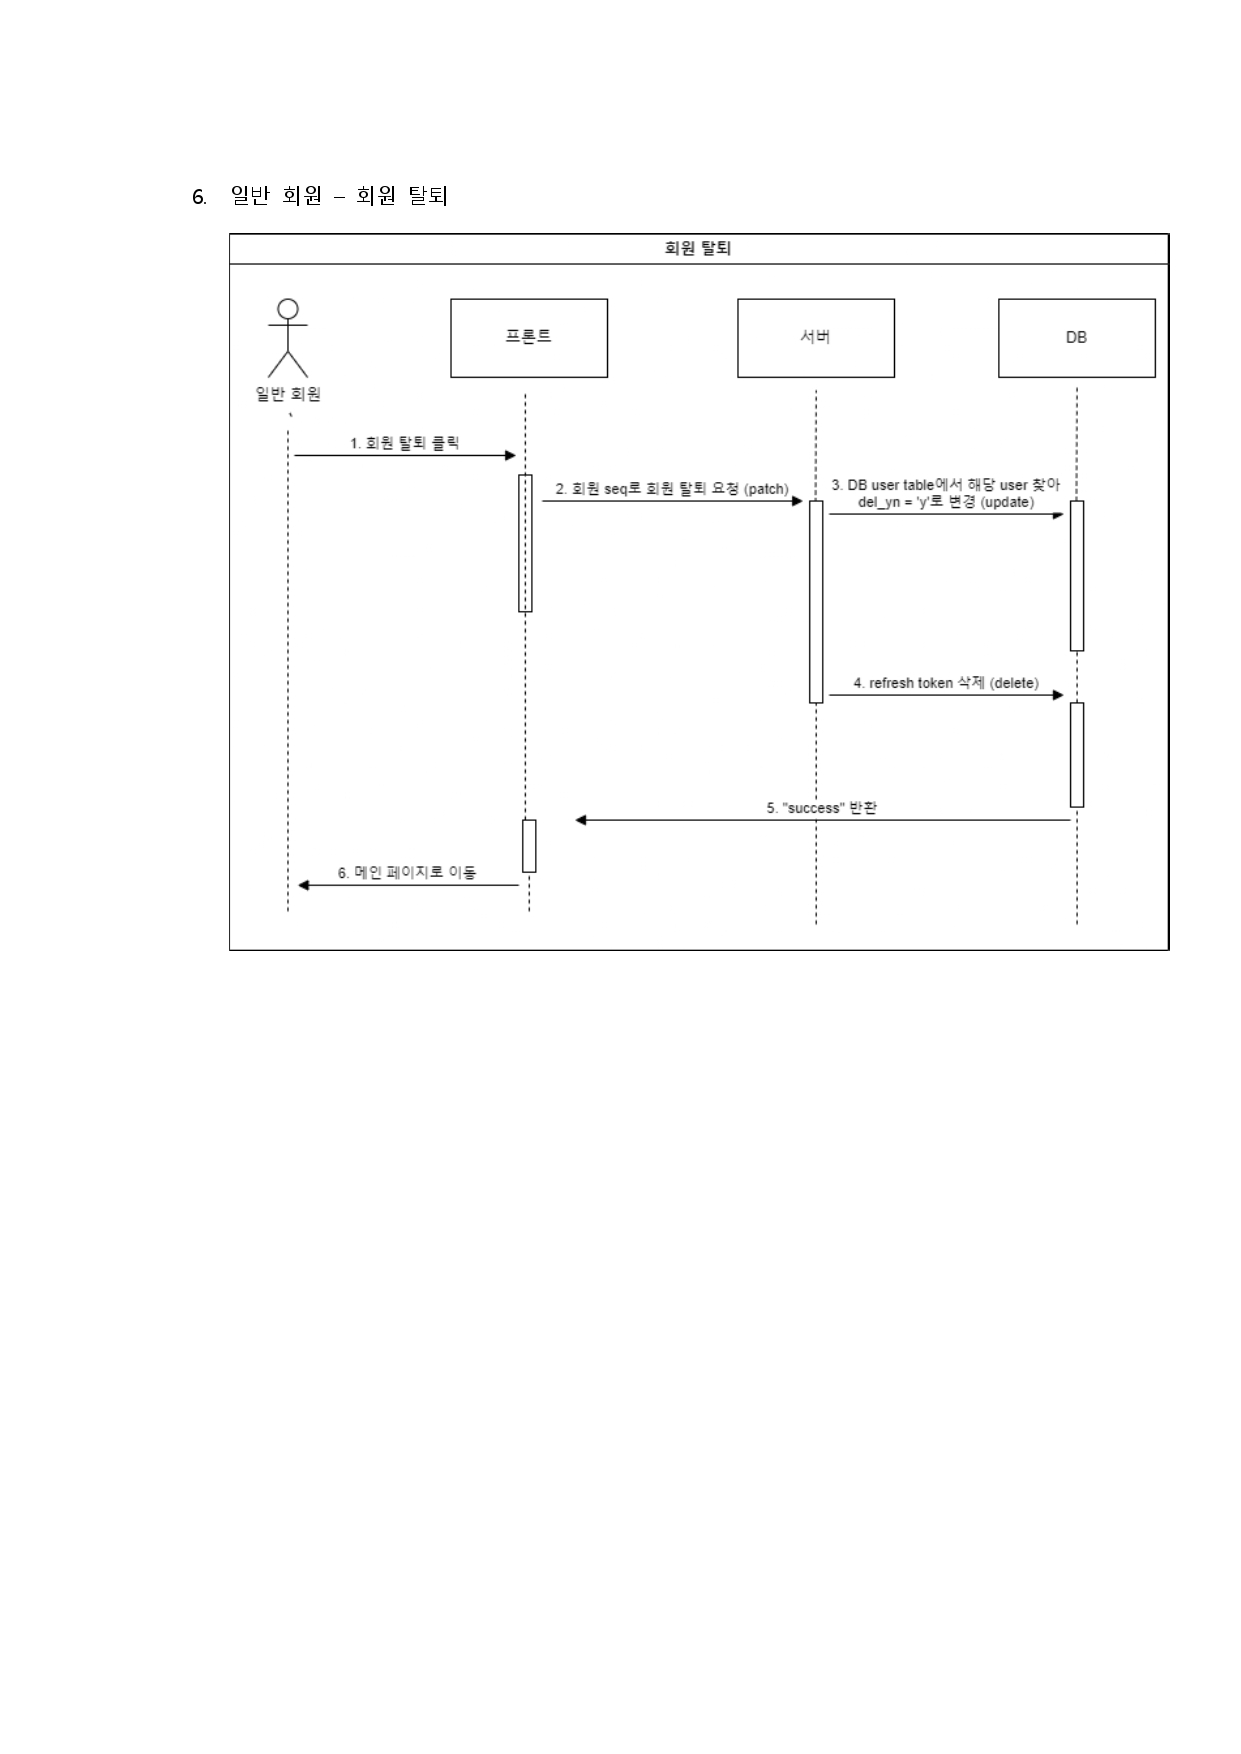 6. 일반 회원 – 회원 탈퇴
회원 탈퇴
일반 회원
프론트
서버
DB
1. 회원 탈퇴 클릭
2. 회원 seq로 회원 탈퇴 요청 (patch)
3. DB user table에서 해당 user 찾아
del_yn = 'y'로 변경 (update)
4. refresh token 삭제 (delete)
5. "success" 반환
6. 메인 페이지로 이동